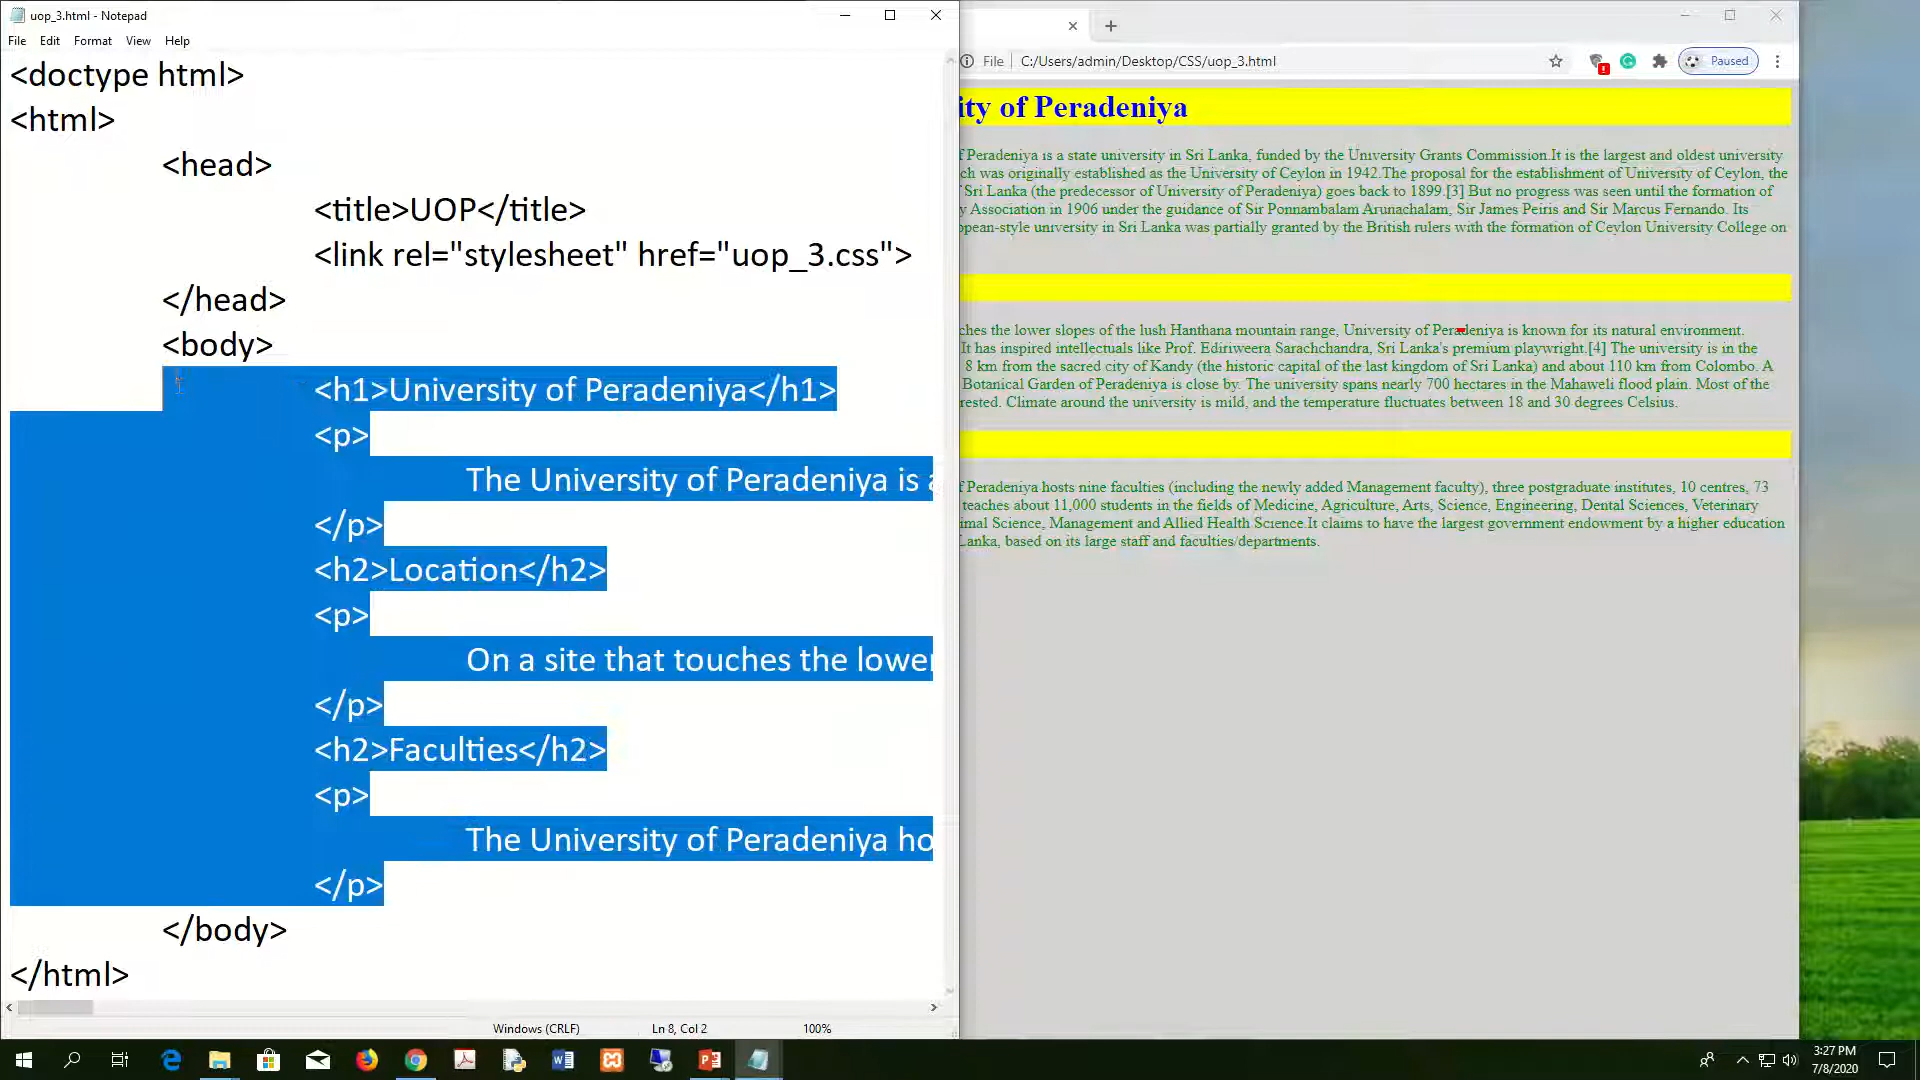 uop_3.html - Notepad
File Edit Format View Help
<doctype html>
<html>
<head>
<title>UOP</title>
<link rel="stylesheet" href="uop_3.css">
</head>
<body>
<h1>University of Peradeniya</h1>
<p>
The University of Peradeniya is
</p>
<h2>Location</h2>
<p>
On a site that touches the lower
</p>
<h2>Faculties</h2>
<p>
The University of Peradeniya ho
</p>
</body>
</html>
Windows (CRLF) Ln 8, Col 2 100%
File C:/Users/admin/Desktop/CSS/uop_3.html Paused
ity of Peradeniya
f Peradeniya is a state university in Sri Lanka, funded by the University Grants Commission.It is the largest and oldest university
ch was originally established as the University of Ceylon in 1942.The proposal for the establishment of University of Ceylon, the
f Sri Lanka (the predecessor of University of Peradeniya) goes back to 1899.[3] But no progress was seen until the formation of
y Association in 1906 under the guidance of Sir Ponnambalam Arunachalam, Sir James Peiris and Sir Marcus Fernando. Its
opean-style university in Sri Lanka was partially granted by the British rulers with the formation of Ceylon University College on
ches the lower slopes of the lush Hanthana mountain range, University of Peradeniya is known for its natural environment.
It has inspired intellectuals like Prof. Ediriweera Sarachchandra, Sri Lanka's premium playwright.[4] The university is in the
8 km from the sacred city of Kandy (the historic capital of the last kingdom of Sri Lanka) and about 110 km from Colombo. A
Botanical Garden of Peradeniya is close by. The university spans nearly 700 hectares in the Mahaweli flood plain. Most of the
rested. Climate around the university is mild, and the temperature fluctuates between 18 and 30 degrees Celsius.
f Peradeniya hosts nine faculties (including the newly added Management faculty), three postgraduate institutes, 10 centres, 73
teaches about 11,000 students in the fields of Medicine, Agriculture, Arts, Science, Engineering, Dental Sciences, Veterinary
imal Science, Management and Allied Health Science.It claims to have the largest government endowment by a higher education
Lanka, based on its large staff and faculties/departments.
3:27 PM
7/8/2020